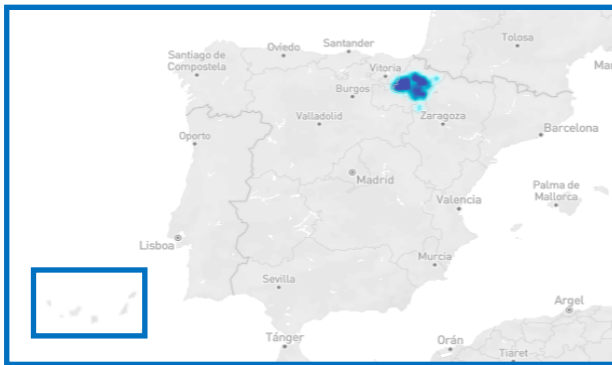 Tolosa
Santander
Oviedo
Santiago de
Compostela
Vitoria
Burgos
Valladolid
Zaragoza
Barcelona
Oporto
Madrid
Palma de
Mallorca
Valencia
Lisboa
Murcia
Sevilla
Argel
Tánger
Orán
Tiaret